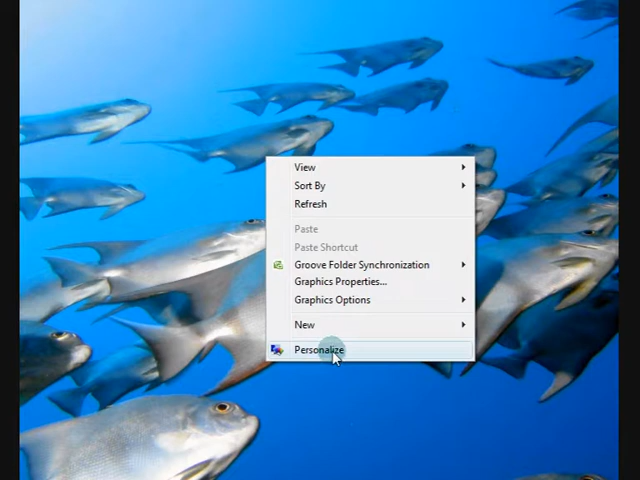 View
Sort By
Refresh
Paste
Paste Shortcut
Groove Folder Synchronization
Graphics Properties...
Graphics Options
New
Personalize